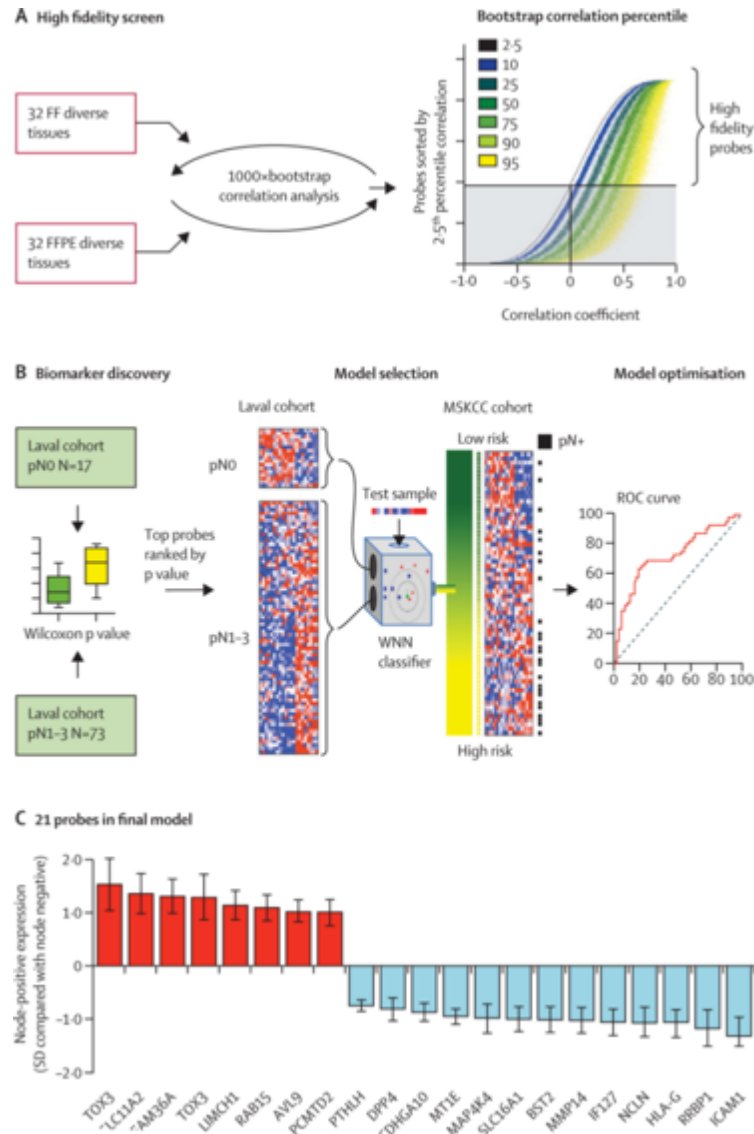 A High fidelity screen
32 FF diverse
tissues
1000×bootstrap
correlation analysis
32 FFPE diverse
tissues
Bootstrap correlation percentile
2·5
10
25
50
75
90
95
High
fidelity
probes
Probes sorted by
2·5th percentile correlation
-1·0
-0·5
0
0·5
1·0
Correlation coefficient
B Biomarker discovery
Model selection
Model optimisation
Laval cohort
pN0 N=17
Wilcoxon p value
Laval cohort
pN1–3 N=73
Top probes
ranked by
p value
Laval cohort
pN0
pN1–3
Test sample
WNN
classifier
MSKCC cohort
Low risk
High risk
pN+
ROC curve
100
80
60
40
20
0
0 20 40 60 80 100
C 21 probes in final model
Node-positive expression
(SD compared with node negative)
2·0
1·0
0
-1·0
-2·0
TOX3
LC11A2
AM36A
TOX3
LIMCH1
RAB15
AVL9
PCMTD2
PTHLH
DPP4
CDHGA10
MT1E
MAP4K4
SLC16A1
BST2
MMP14
IF127
NCLN
HLA-G
RRBP1
ICAM1